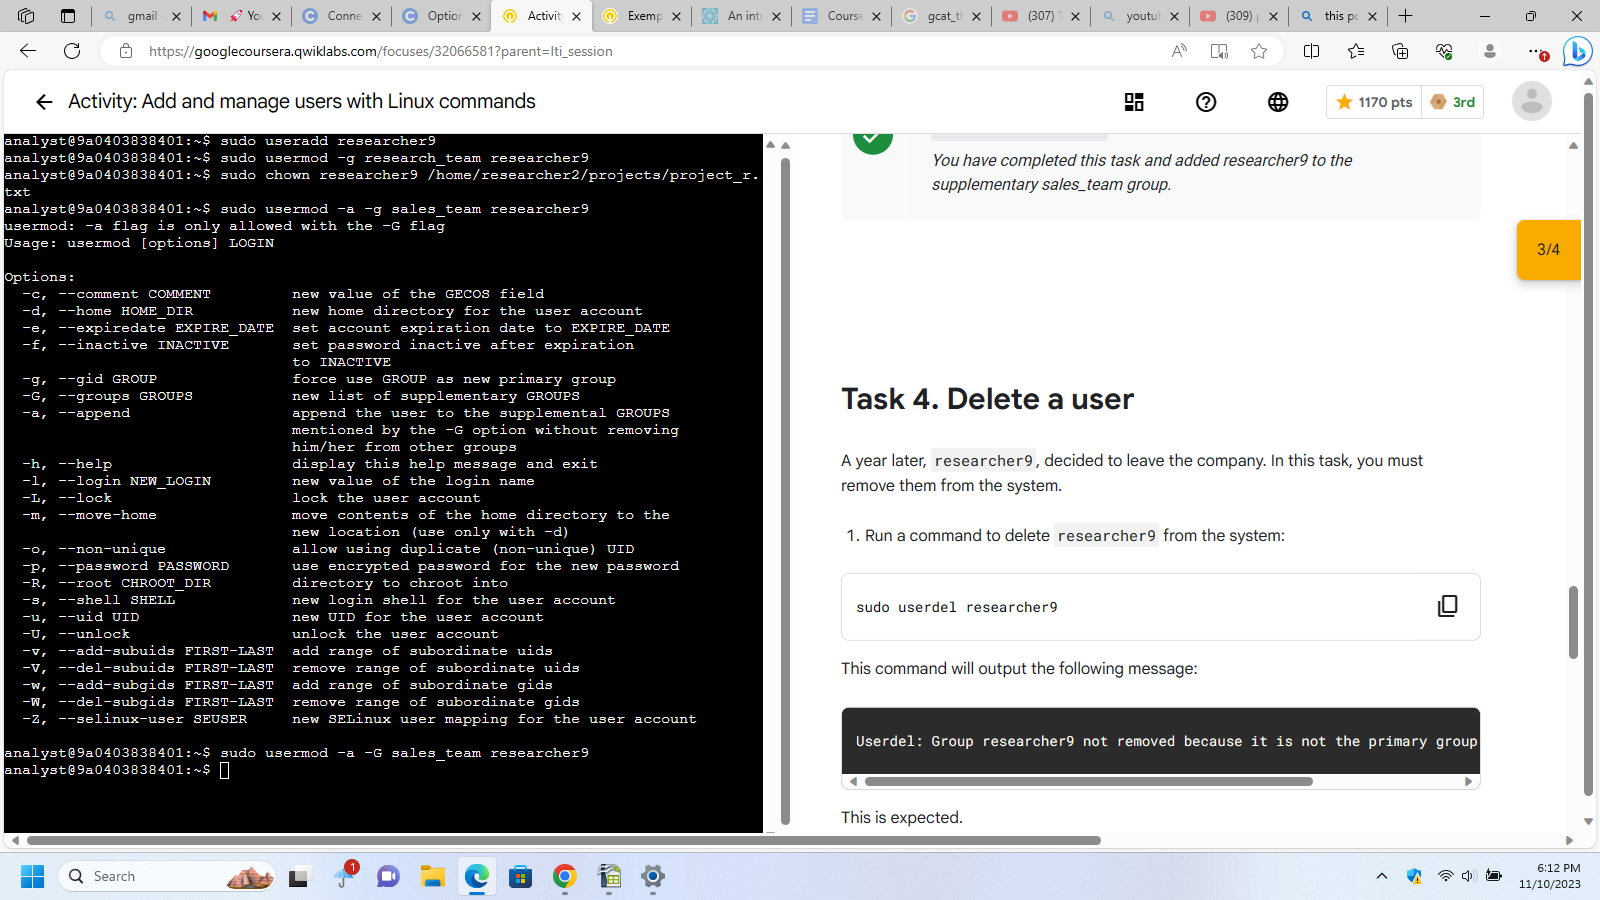 gmail
You
Conne
Option
Activity
Exemp
An int
Course
gcat_tl
(307) T
youtu
(309) p
this po
https://googlecoursera.qwiklabs.com/focuses/32066581?parent=lti_session
Activity: Add and manage users with Linux commands
1170 pts
3rd
analyst@9a0403838401:~$ sudo useradd researcher9
analyst@9a0403838401:~$ sudo usermod -g research_team researcher9
analyst@9a0403838401:~$ sudo chown researcher9 /home/researcher2/projects/project_r.
txt
analyst@9a0403838401:~$ sudo usermod -a -g sales_team researcher9
usermod: -a flag is only allowed with the -G flag
Usage: usermod [options] LOGIN
Options:
-c, --comment COMMENT new value of the GECOS field
-d, --home HOME_DIR new home directory for the user account
-e, --expiredate EXPIRE_DATE set account expiration date to EXPIRE_DATE
-f, --inactive INACTIVE set password inactive after expiration
to INACTIVE
-g, --gid GROUP force use GROUP as new primary group
-G, --groups GROUPS new list of supplementary GROUPS
-a, --append append the user to the supplemental GROUPS
mentioned by the -G option without removing
him/her from other groups
-h, --help display this help message and exit
-l, --login NEW_LOGIN new value of the login name
-L, --lock lock the user account
-m, --move-home move contents of the home directory to the
new location (use only with -d)
-o, --non-unique allow using duplicate (non-unique) UID
-p, --password PASSWORD use encrypted password for the new password
-R, --root CHROOT_DIR directory to chroot into
-s, --shell SHELL new login shell for the user account
-u, --uid UID new UID for the user account
-U, --unlock unlock the user account
-v, --add-subuids FIRST-LAST add range of subordinate uids
-V, --del-subuids FIRST-LAST remove range of subordinate uids
-w, --add-subgids FIRST-LAST add range of subordinate gids
-W, --del-subgids FIRST-LAST remove range of subordinate gids
-Z, --selinux-user SEUSER new SELinux user mapping for the user account
analyst@9a0403838401:~$ sudo usermod -a -G sales_team researcher9
analyst@9a0403838401:~$
You have completed this task and added researcher9 to the
supplementary sales_team group.
3/4
Task 4. Delete a user
A year later, researcher9, decided to leave the company. In this task, you must
remove them from the system.
1. Run a command to delete researcher9 from the system:
sudo userdel researcher9
This command will output the following message:
Userdel: Group researcher9 not removed because it is not the primary group
This is expected.
Search
1
6:12 PM
11/10/2023